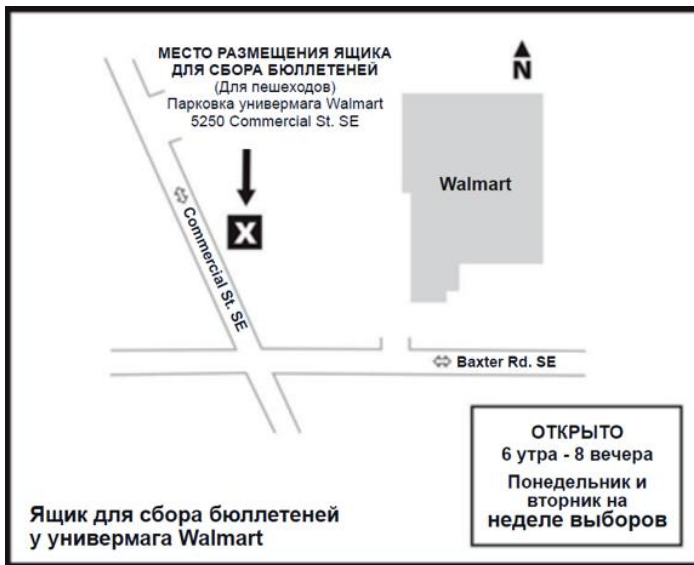 МЕСТО РАЗМЕЩЕНИЯ ЯЩИКА
ДЛЯ СБОРА БЮЛЛЕТЕНЕЙ
(Для пешеходов)
Парковка универмага Walmart
5250 Commercial St. SE
N
Walmart
X
Commercial St. SE
Baxter Rd. SE
ОТКРЫТО
6 утра - 8 вечера
Понедельник и
вторник на
неделе выборов
Ящик для сбора бюллетеней
у универмага Walmart